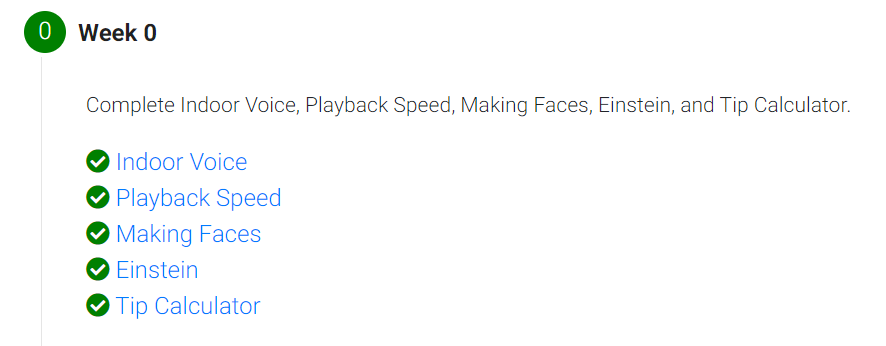 0 Week 0
Complete Indoor Voice, Playback Speed, Making Faces, Einstein, and Tip Calculator.
Indoor Voice
Playback Speed
Making Faces
Einstein
Tip Calculator